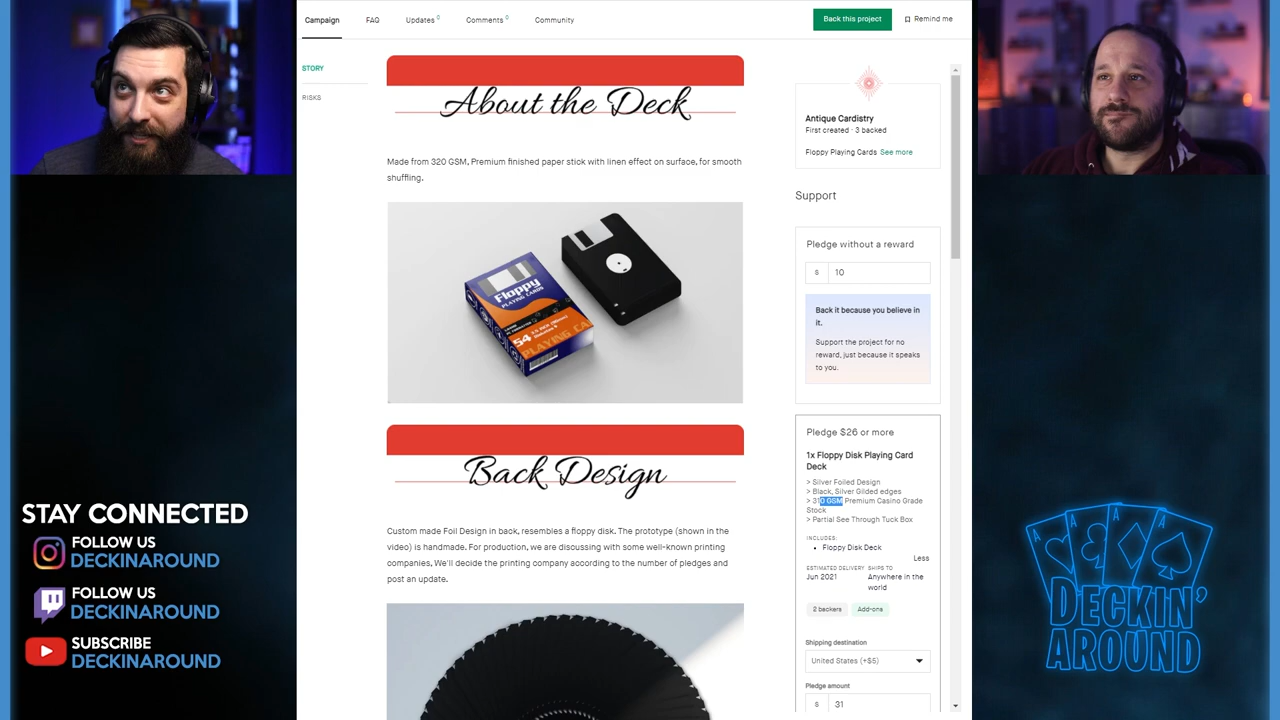 Campaign
FAQ
Updates 0
Comments 0
Community
Back this project
Remind me
STORY
RISKS
About the Deck
Made from 320 GSM, Premium finished paper stick with linen effect on surface, for smooth
shuffling.
Floppy
PLAYING CARDS
54
PLAYING CA
Back Design
Custom made Foil Design in back, resembles a floppy disk. The prototype (shown in the
video) is handmade. For production, we are discussing with some well-known printing
companies, We'll decide the printing company according to the number of pledges and
post an update.
Antique Cardistry
First created · 3 backed
Floppy Playing Cards See more
Support
Pledge without a reward
$ 10
Back it because you believe in
it.
Support the project for no
reward, just because it speaks
to you.
Pledge $26 or more
1x Floppy Disk Playing Card
Deck
> Silver Foiled Design
> Black, Silver Gilded edges
> 310 GSM Premium Casino Grade
Stock
> Partial See Through Tuck Box
INCLUDES:
• Floppy Disk Deck
Less
ESTIMATED DELIVERY SHIPS TO
Jun 2021 Anywhere in the
world
2 backers Add-ons
Shipping destination
United States (+$5)
Pledge amount
$ 31
STAY CONNECTED
FOLLOW US
DECKINAROUND
FOLLOW US
DECKINAROUND
SUBSCRIBE
DECKINAROUND
A A A A
DECKIN'
AROUND